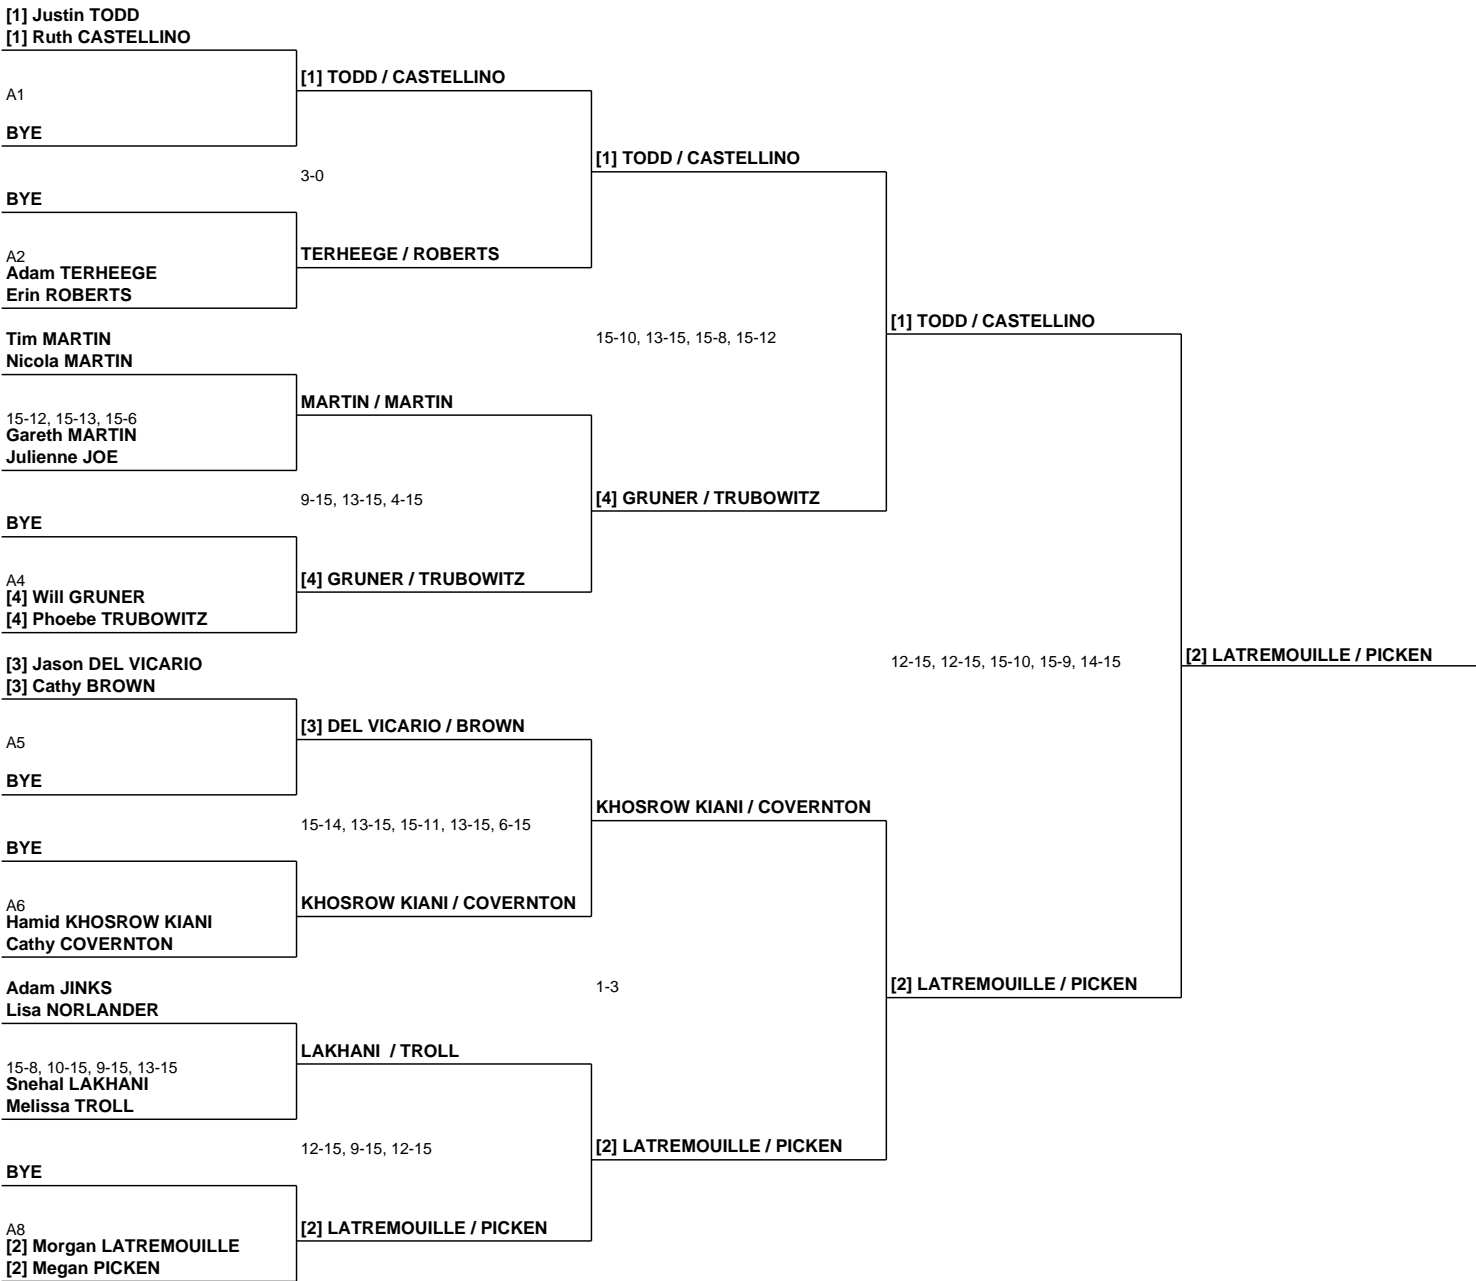 [1] Justin TODD
[1] Ruth CASTELLINO
A1
BYE
BYE
A2
Adam TERHEEGE
Erin ROBERTS
Tim MARTIN
Nicola MARTIN
15-12, 15-13, 15-6
Gareth MARTIN
Julienne JOE
BYE
A4
[4] Will GRUNER
[4] Phoebe TRUBOWITZ
[3] Jason DEL VICARIO
[3] Cathy BROWN
A5
BYE
BYE
A6
Hamid KHOSROW KIANI
Cathy COVERNTON
Adam JINKS
Lisa NORLANDER
15-8, 10-15, 9-15, 13-15
Snehal LAKHANI
Melissa TROLL
BYE
A8
[2] Morgan LATREMOUILLE
[2] Megan PICKEN
[1] TODD / CASTELLINO
3-0
TERHEEGE / ROBERTS
MARTIN / MARTIN
9-15, 13-15, 4-15
[4] GRUNER / TRUBOWITZ
[3] DEL VICARIO / BROWN
15-14, 13-15, 15-11, 13-15, 6-15
KHOSROW KIANI / COVERNTON
LAKHANI  / TROLL
12-15, 9-15, 12-15
[2] LATREMOUILLE / PICKEN
[1] TODD / CASTELLINO
15-10, 13-15, 15-8, 15-12
[4] GRUNER / TRUBOWITZ
KHOSROW KIANI / COVERNTON
1-3
[2] LATREMOUILLE / PICKEN
[1] TODD / CASTELLINO
12-15, 12-15, 15-10, 15-9, 14-15
[2] LATREMOUILLE / PICKEN
[2] LATREMOUILLE / PICKEN